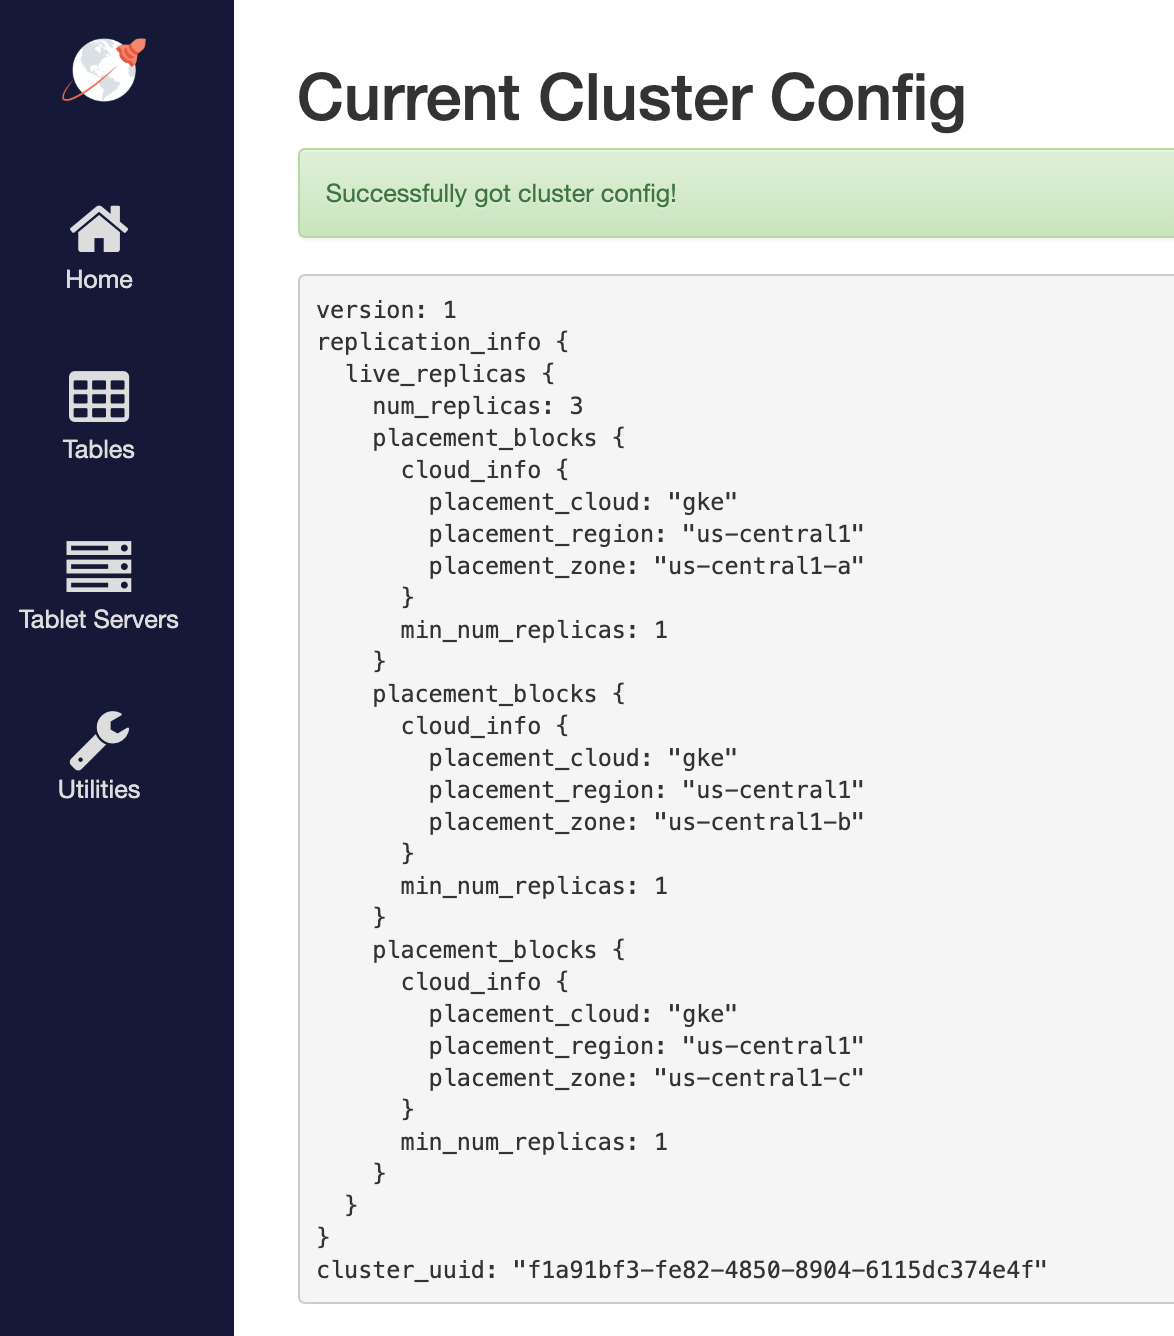 Home
Tables
Tablet Servers
Utilities
Current Cluster Config
Successfully got cluster config!
version: 1
replication_info {
  live_replicas {
    num_replicas: 3
    placement_blocks {
      cloud_info {
        placement_cloud: "gke"
        placement_region: "us-central1"
        placement_zone: "us-central1-a"
      }
      min_num_replicas: 1
    }
    placement_blocks {
      cloud_info {
        placement_cloud: "gke"
        placement_region: "us-central1"
        placement_zone: "us-central1-b"
      }
      min_num_replicas: 1
    }
    placement_blocks {
      cloud_info {
        placement_cloud: "gke"
        placement_region: "us-central1"
        placement_zone: "us-central1-c"
      }
      min_num_replicas: 1
    }
  }
}
cluster_uuid: "f1a91bf3-fe82-4850-8904-6115dc374e4f"